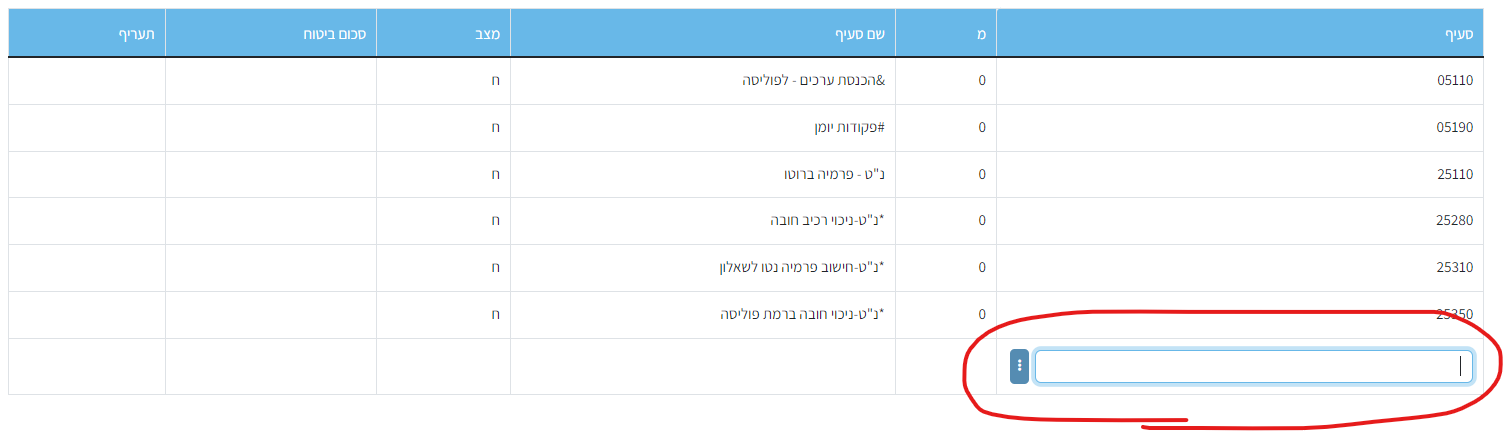 סעיף מ שם סעיף מצב סכום ביטוח תעריף
05110 0 &הכנסת ערכים - לפוליסה ח
05190 0 #פקודות יומן ח
25110 0 נ"ט - פרמיה ברוטו ח
25280 0 *נ"ט-ניכוי רכיב חובה ח
25310 0 *נ"ט-חישוב פרמיה נטו לשאלון ח
25350 0 *נ"ט-ניכוי חובה ברמת פוליסה ח